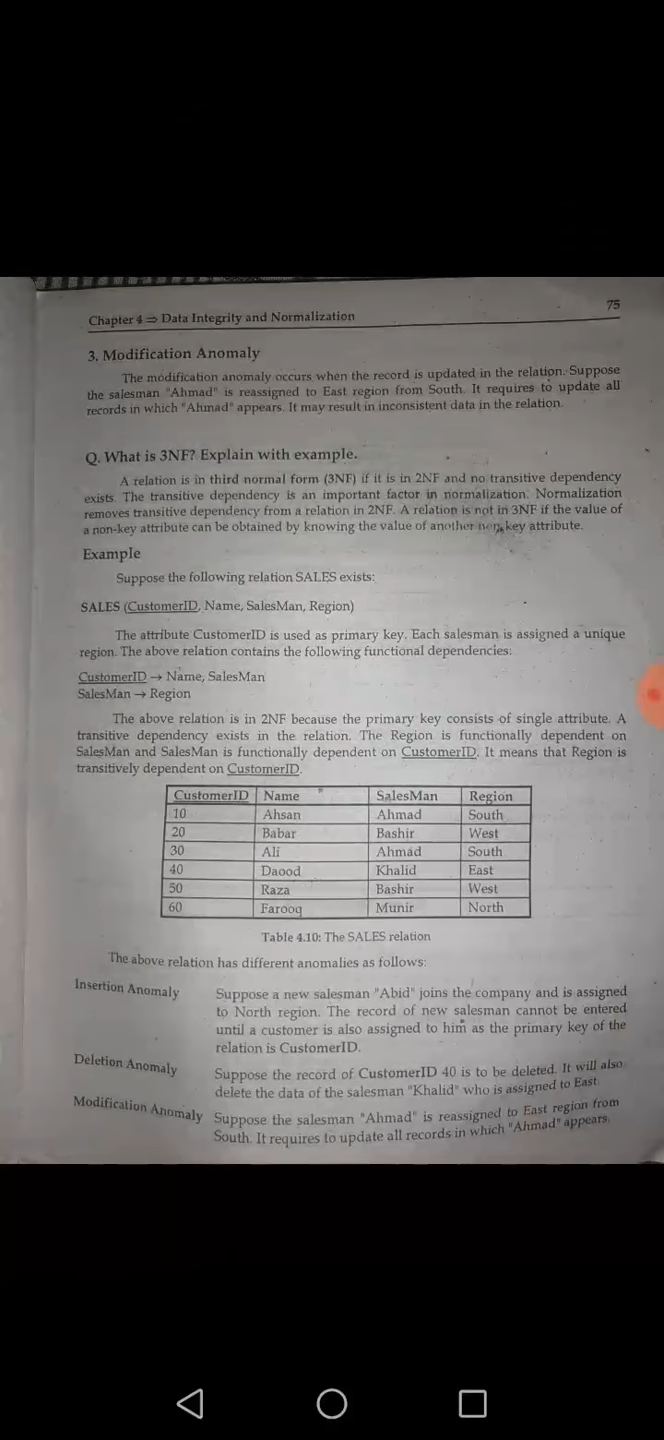 75
Chapter 4 ⇒ Data Integrity and Normalization
3. Modification Anomaly
The modification anomaly occurs when the record is updated in the relation. Suppose
the salesman "Ahmad" is reassigned to East region from South. It requires to update all
records in which "Ahmad" appears. It may result in inconsistent data in the relation.
Q. What is 3NF? Explain with example.
A relation is in third normal form (3NF) if it is in 2NF and no transitive dependency
exists. The transitive dependency is an important factor in normalization. Normalization
removes transitive dependency from a relation in 2NF. A relation is not in 3NF if the value of
a non-key attribute can be obtained by knowing the value of another key attribute.
Example
Suppose the following relation SALES exists:
SALES (CustomerID, Name, SalesMan, Region)
The attribute CustomerID is used as primary key. Each salesman is assigned a unique
region. The above relation contains the following functional dependencies:
CustomerID → Name, SalesMan
SalesMan → Region
The above relation is in 2NF because the primary key consists of single attribute. A
transitive dependency exists in the relation. The Region is functionally dependent on
SalesMan and SalesMan is functionally dependent on CustomerID. It means that Region is
transitively dependent on CustomerID.
CustomerID Name SalesMan Region
10 Ahsan Ahmad South
20 Babar Bashir West
30 Ali Ahmad South
40 Daood Khalid East
50 Raza Bashir West
60 Farooq Munir North
Table 4.10: The SALES relation
The above relation has different anomalies as follows:
Insertion Anomaly Suppose a new salesman "Abid" joins the company and is assigned
to North region. The record of new salesman cannot be entered
until a customer is also assigned to him as the primary key of the
relation is CustomerID.
Deletion Anomaly Suppose the record of CustomerID 40 is to be deleted. It will also
delete the data of the salesman "Khalid" who is assigned to East
Modification Anomaly Suppose the salesman "Ahmad" is reassigned to East region from
South. It requires to update all records in which "Ahmad" appears.